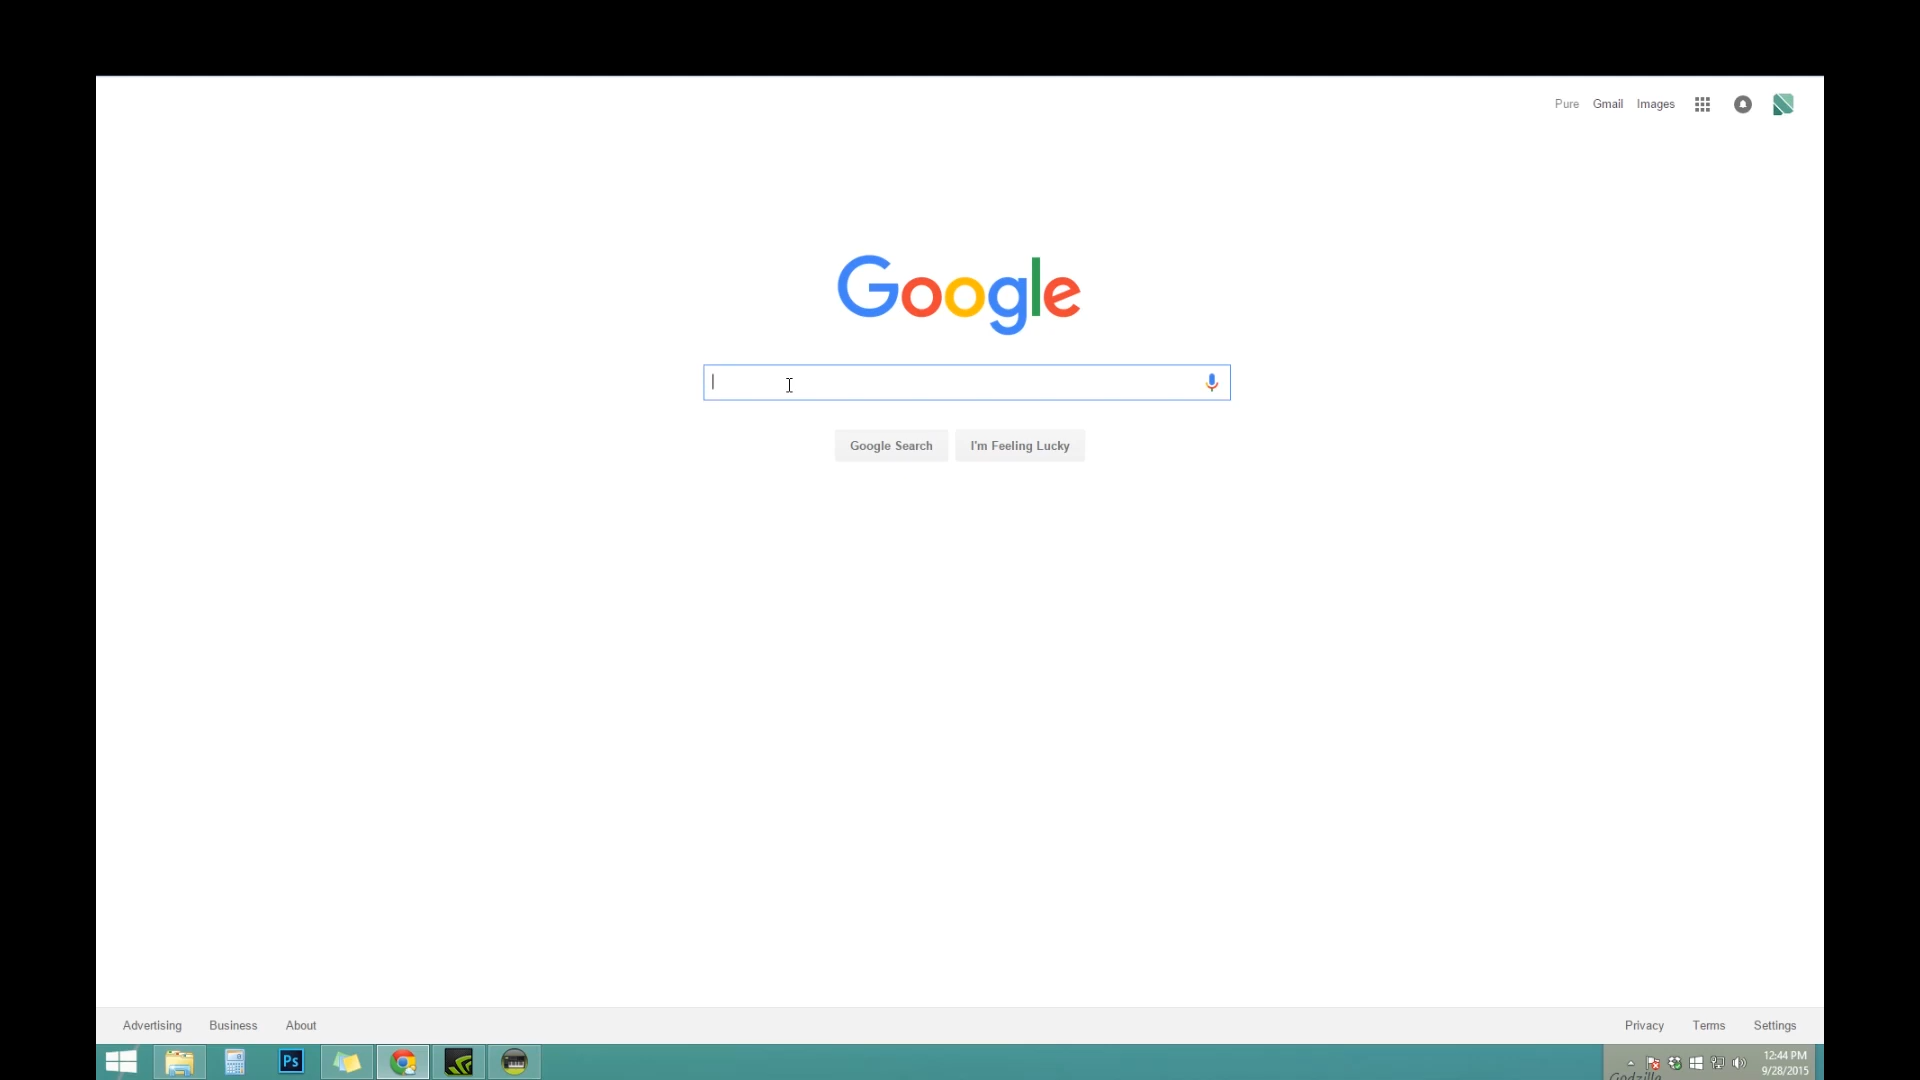 Pure Gmail Images
Google
Google Search I'm Feeling Lucky
Advertising Business About Privacy Terms Settings
Ps
12:44 PM
9/28/2015
Godzilla